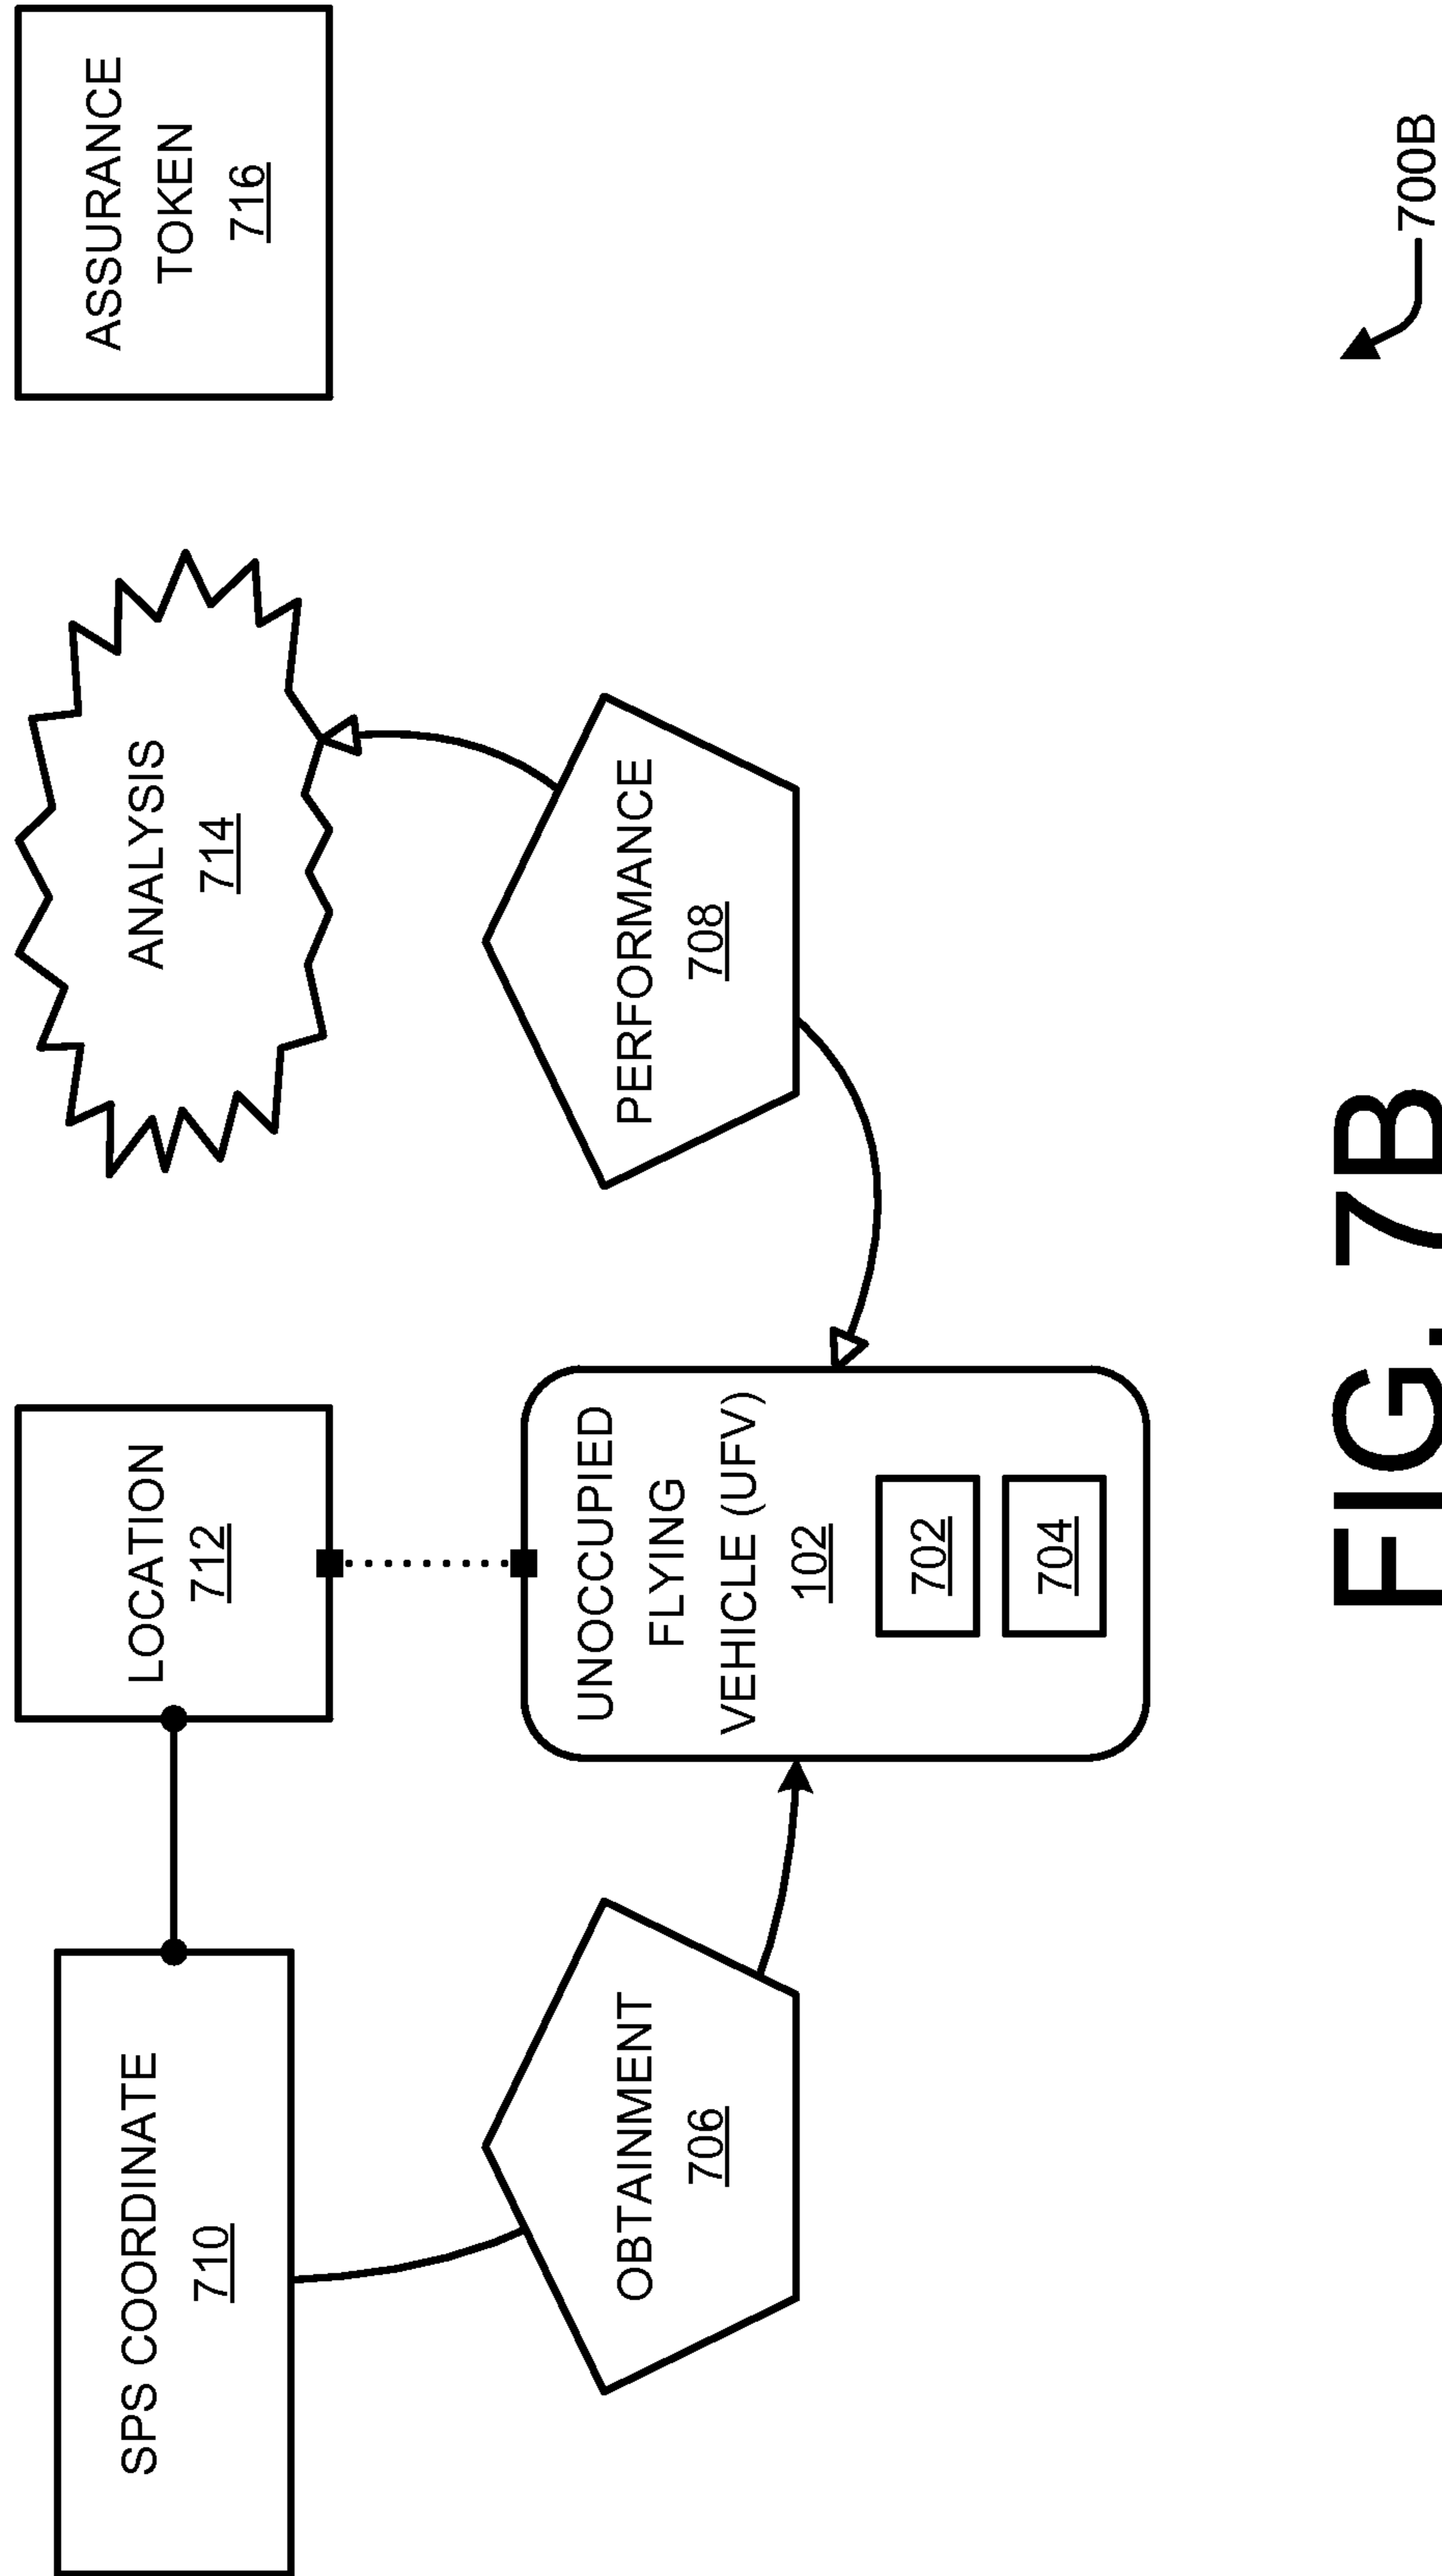 SPS COORDINATE
710
LOCATION
712
ANALYSIS
714
ASSURANCE
TOKEN
716
OBTAINMENT
706
UNOCCUPIED
FLYING
VEHICLE (UFV)
102
702
704
PERFORMANCE
708
700B
FIG. 7B